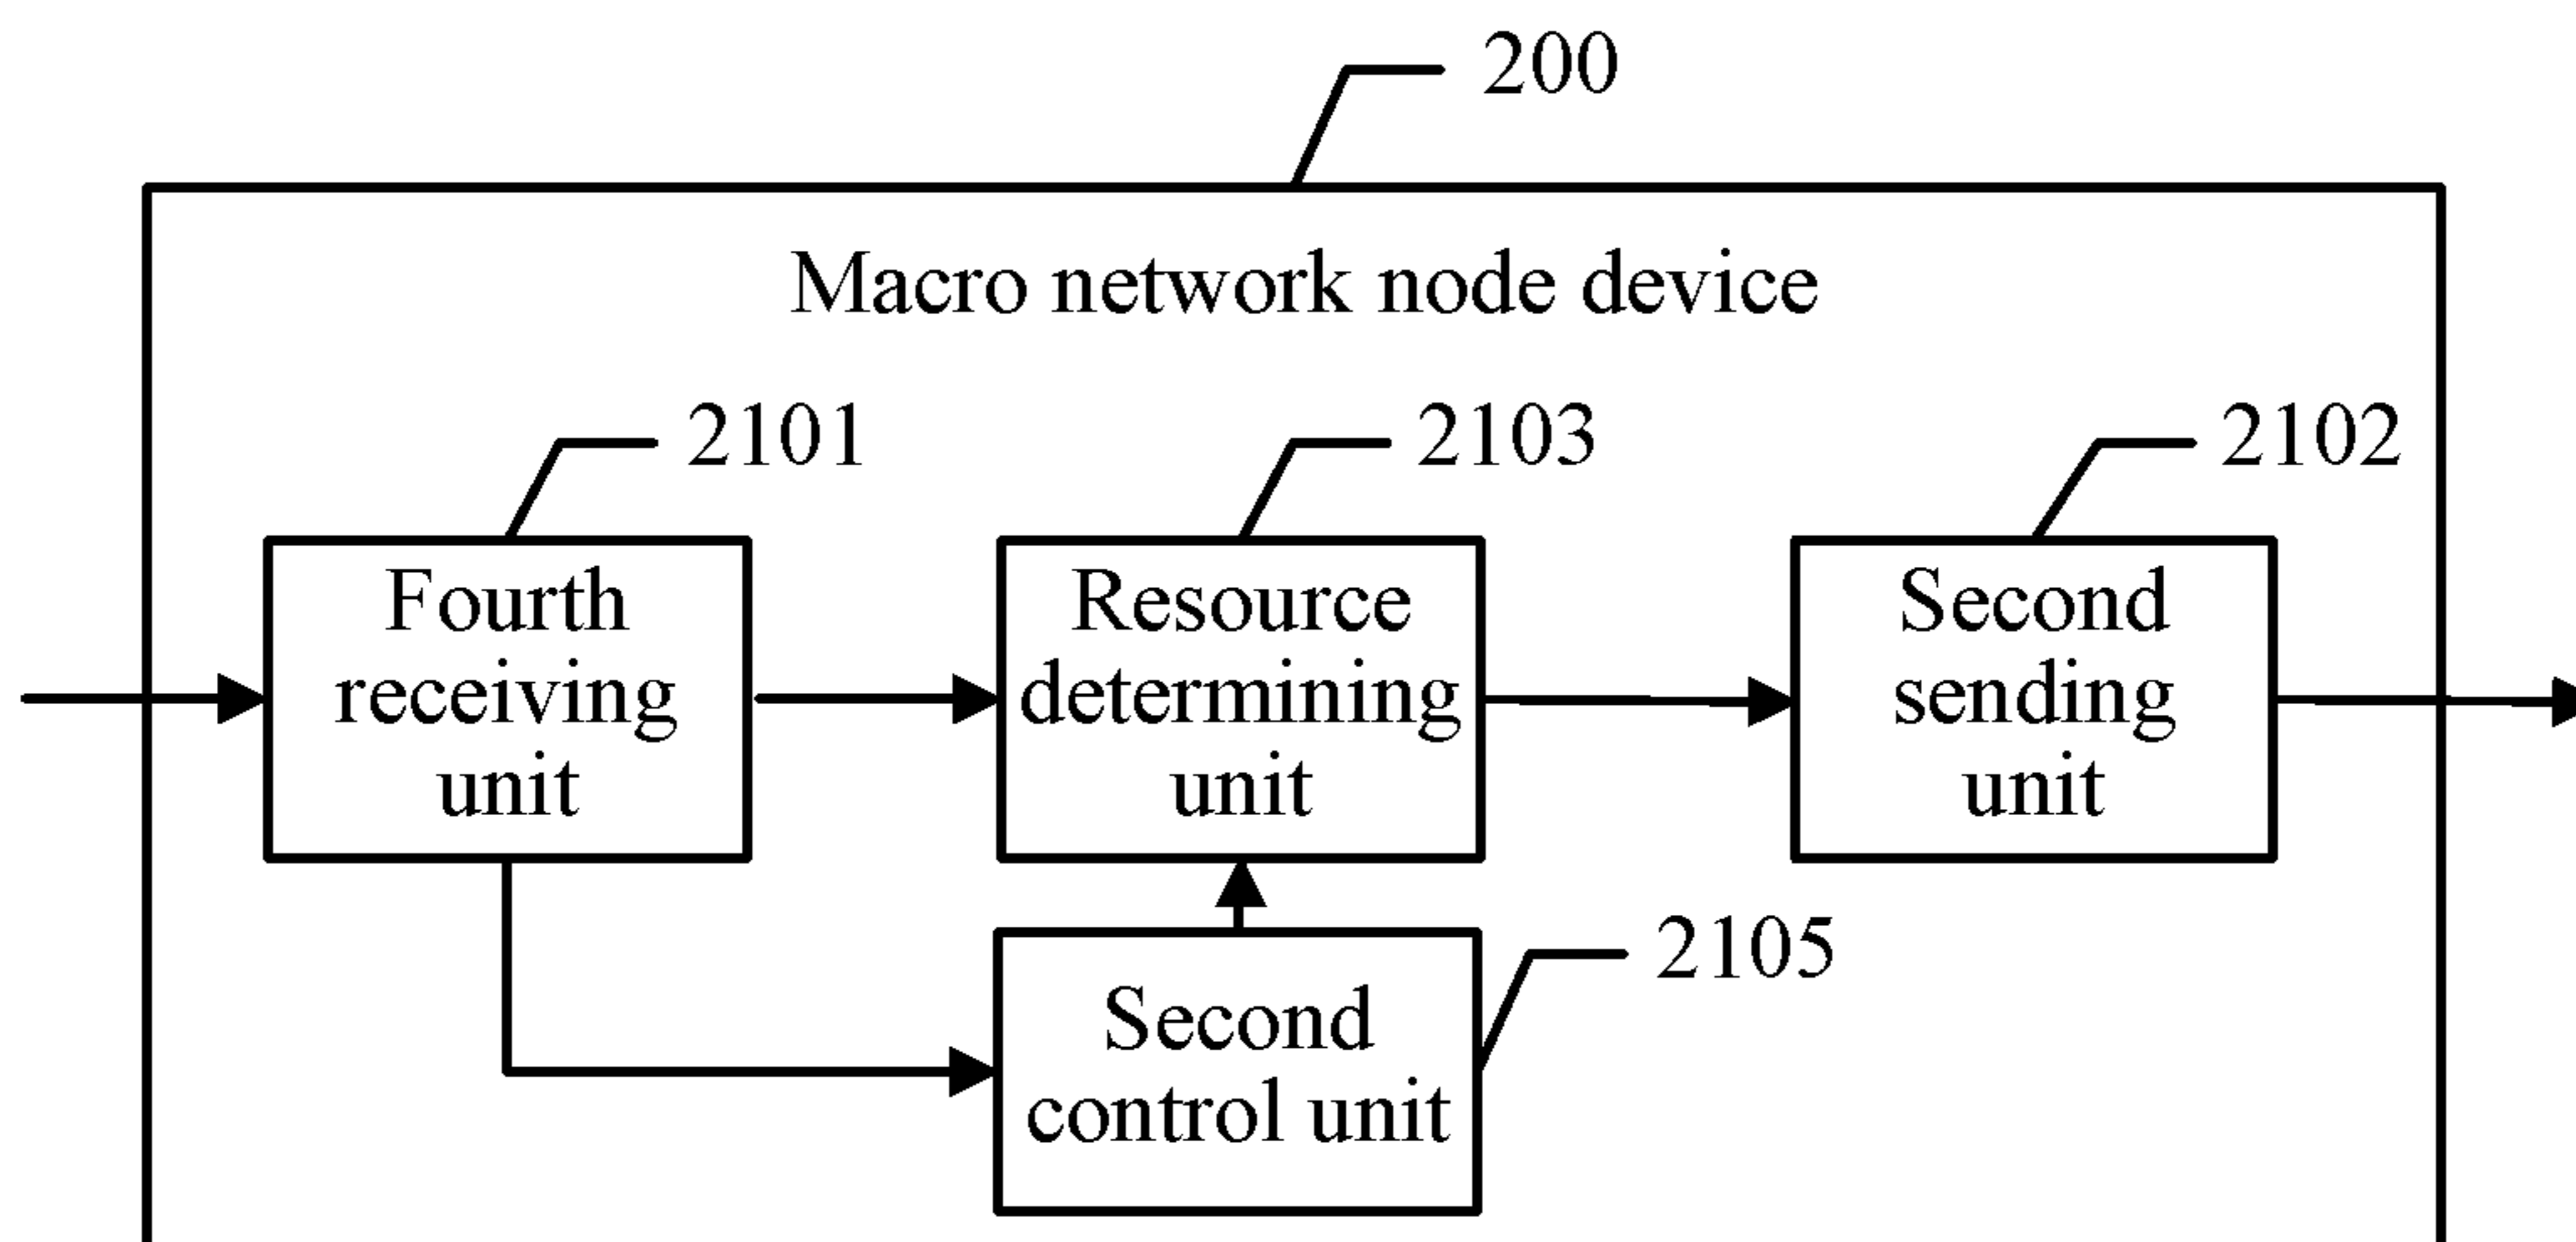 200
Macro network node device
2101
2103
2102
Fourth
receiving
unit
Resource
determining
unit
Second
sending
unit
2105
Second
control unit